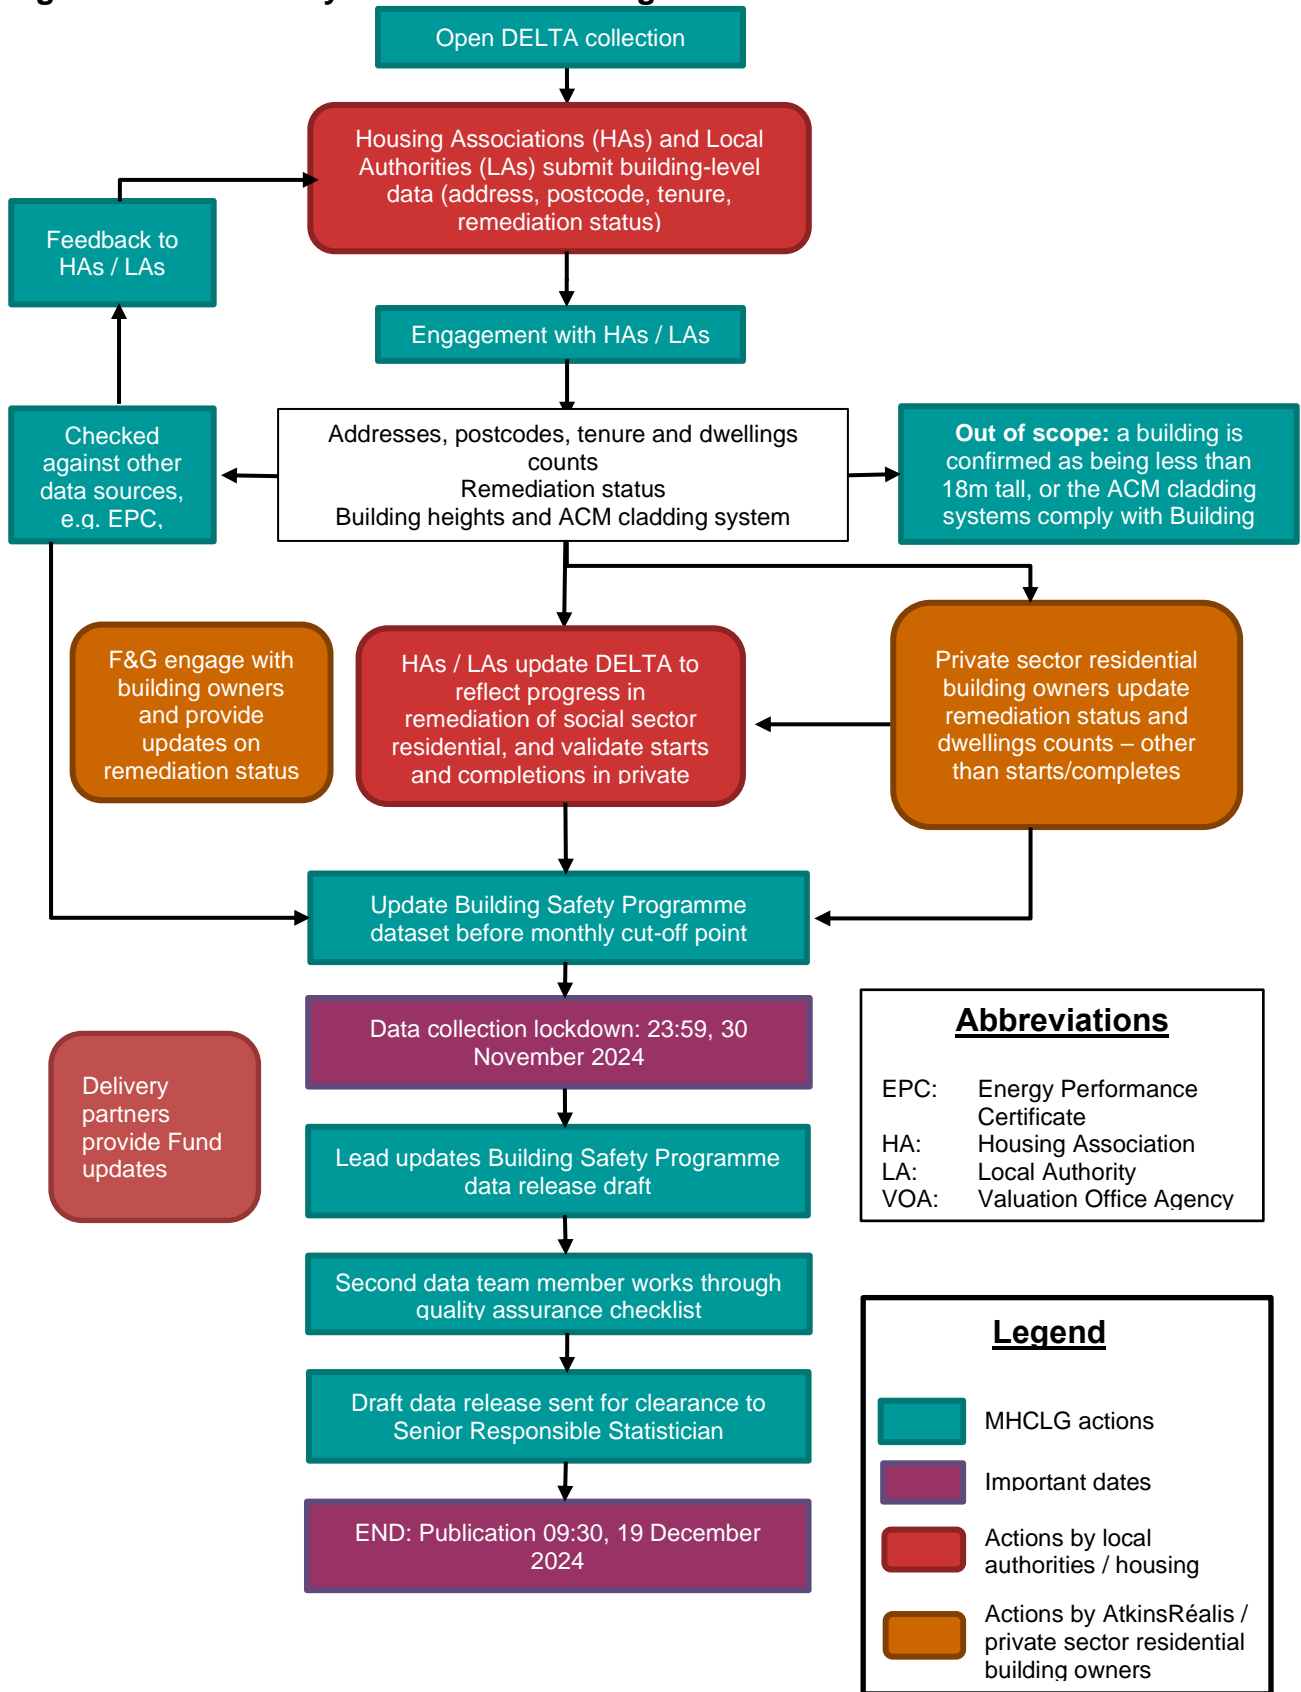 Open DELTA collection
Housing Associations (HAs) and Local
Authorities (LAs) submit building-level
data (address, postcode, tenure,
remediation status)
Feedback to
HAs / LAs
Engagement with HAs / LAs
Checked
against other
data sources,
e.g. EPC,
Addresses, postcodes, tenure and dwellings
counts
Remediation status
Building heights and ACM cladding system
Out of scope: a building is
confirmed as being less than
18m tall, or the ACM cladding
systems comply with Building
F&G engage with
building owners
and provide
updates on
remediation status
HAs / LAs update DELTA to
reflect progress in
remediation of social sector
residential, and validate starts
and completions in private
Private sector residential
building owners update
remediation status and
dwellings counts – other
than starts/completes
Update Building Safety Programme
dataset before monthly cut-off point
Data collection lockdown: 23:59, 30
November 2024
Delivery
partners
provide Fund
updates
Lead updates Building Safety Programme
data release draft
Second data team member works through
quality assurance checklist
Draft data release sent for clearance to
Senior Responsible Statistician
END: Publication 09:30, 19 December
2024
Abbreviations
EPC: Energy Performance
Certificate
HA: Housing Association
LA: Local Authority
VOA: Valuation Office Agency
Legend
MHCLG actions
Important dates
Actions by local
authorities / housing
Actions by AtkinsRéalis /
private sector residential
building owners